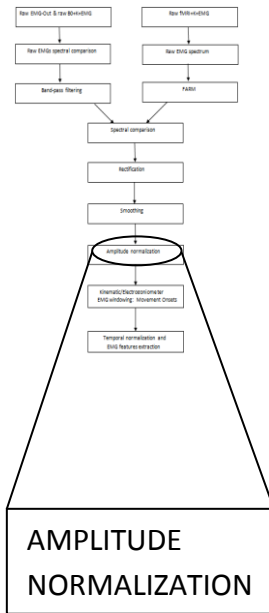 Raw EMG-Out & raw B0+K+EMG
Raw fMRI+K+EMG
Raw EMGs spectral comparison
Raw EMG spectrum
Band-pass filtering
FARM
Spectral comparison
Rectification
Smoothing
Amplitude normalization
Kinematic/Electrogoniometer
EMG windowing: Movement Onsets
Temporal normalization and
EMG features extraction
AMPLITUDE
NORMALIZATION